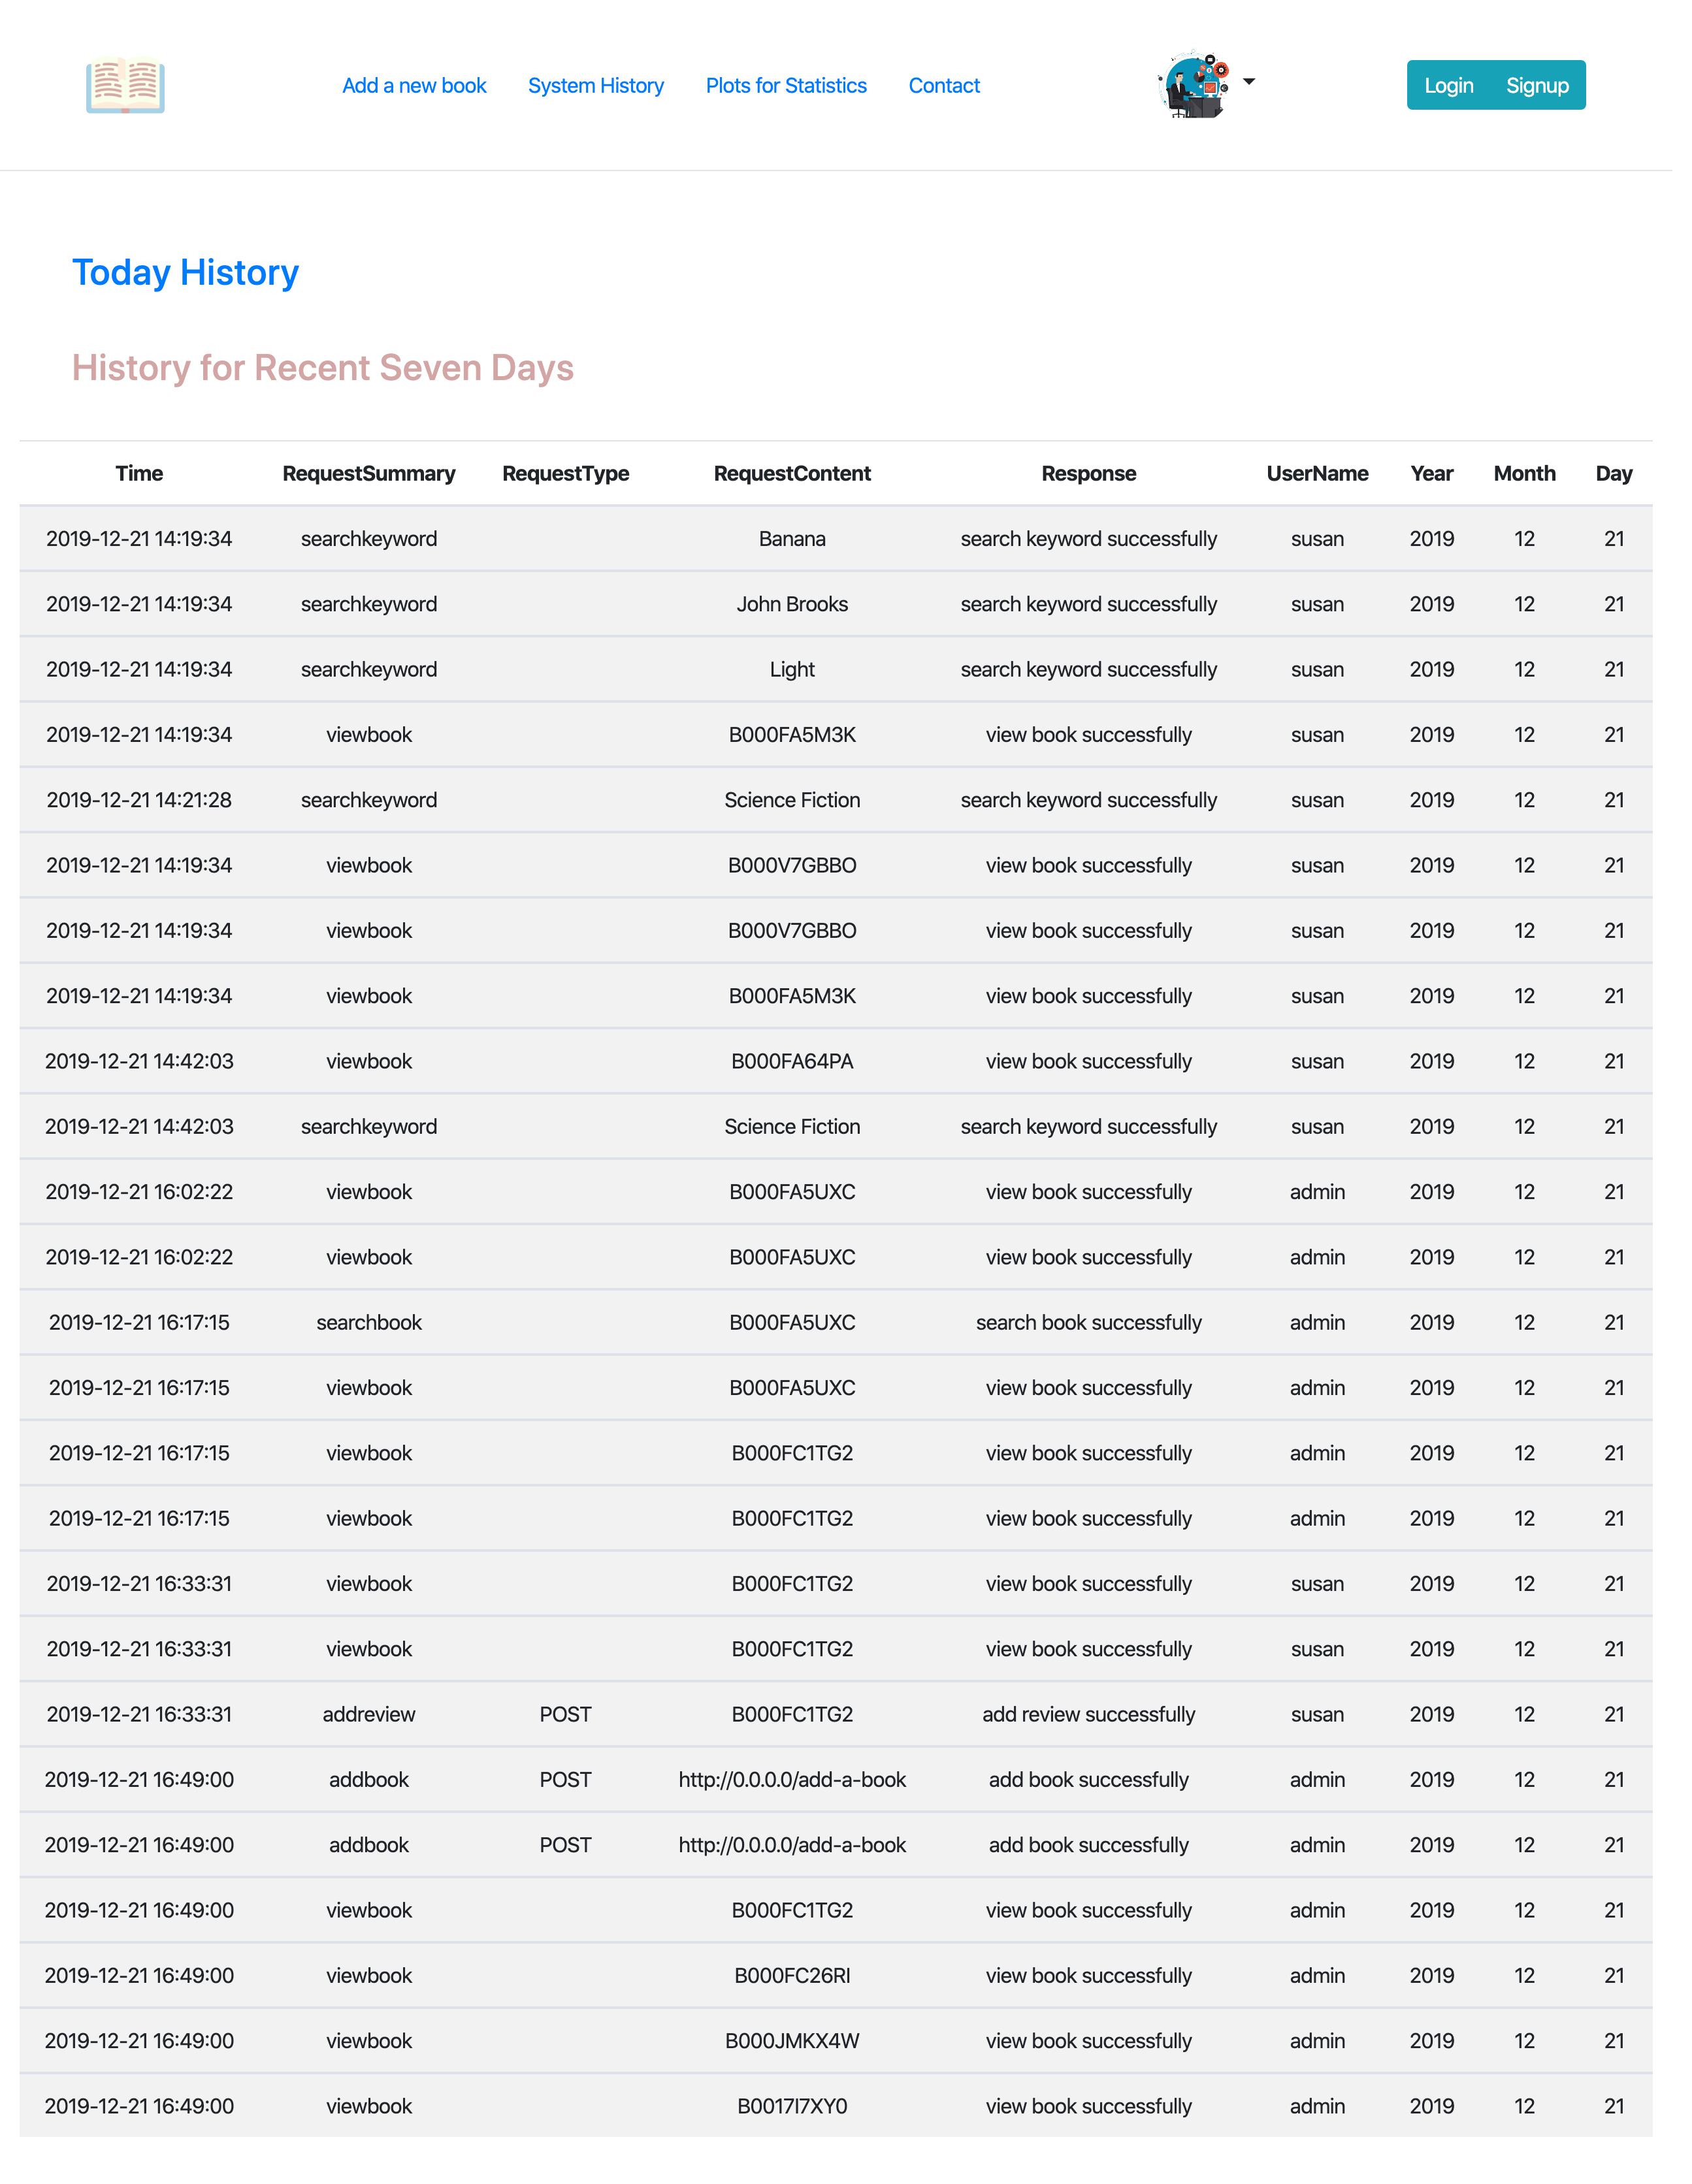 Add a new book System History Plots for Statistics Contact Login Signup
Today History
History for Recent Seven Days
Time RequestSummary RequestType RequestContent Response UserName Year Month Day
2019-12-21 14:19:34 searchkeyword Banana search keyword successfully susan 2019 12 21
2019-12-21 14:19:34 searchkeyword John Brooks search keyword successfully susan 2019 12 21
2019-12-21 14:19:34 searchkeyword Light search keyword successfully susan 2019 12 21
2019-12-21 14:19:34 viewbook B000FA5M3K view book successfully susan 2019 12 21
2019-12-21 14:21:28 searchkeyword Science Fiction search keyword successfully susan 2019 12 21
2019-12-21 14:19:34 viewbook B000V7GBBO view book successfully susan 2019 12 21
2019-12-21 14:19:34 viewbook B000V7GBBO view book successfully susan 2019 12 21
2019-12-21 14:19:34 viewbook B000FA5M3K view book successfully susan 2019 12 21
2019-12-21 14:42:03 viewbook B000FA64PA view book successfully susan 2019 12 21
2019-12-21 14:42:03 searchkeyword Science Fiction search keyword successfully susan 2019 12 21
2019-12-21 16:02:22 viewbook B000FA5UXC view book successfully admin 2019 12 21
2019-12-21 16:02:22 viewbook B000FA5UXC view book successfully admin 2019 12 21
2019-12-21 16:17:15 searchbook B000FA5UXC search book successfully admin 2019 12 21
2019-12-21 16:17:15 viewbook B000FA5UXC view book successfully admin 2019 12 21
2019-12-21 16:17:15 viewbook B000FC1TG2 view book successfully admin 2019 12 21
2019-12-21 16:17:15 viewbook B000FC1TG2 view book successfully admin 2019 12 21
2019-12-21 16:33:31 viewbook B000FC1TG2 view book successfully susan 2019 12 21
2019-12-21 16:33:31 viewbook B000FC1TG2 view book successfully susan 2019 12 21
2019-12-21 16:33:31 addreview POST B000FC1TG2 add review successfully susan 2019 12 21
2019-12-21 16:49:00 addbook POST http://0.0.0.0/add-a-book add book successfully admin 2019 12 21
2019-12-21 16:49:00 addbook POST http://0.0.0.0/add-a-book add book successfully admin 2019 12 21
2019-12-21 16:49:00 viewbook B000FC1TG2 view book successfully admin 2019 12 21
2019-12-21 16:49:00 viewbook B000FC26RI view book successfully admin 2019 12 21
2019-12-21 16:49:00 viewbook B000JMKX4W view book successfully admin 2019 12 21
2019-12-21 16:49:00 viewbook B0017I7XY0 view book successfully admin 2019 12 21